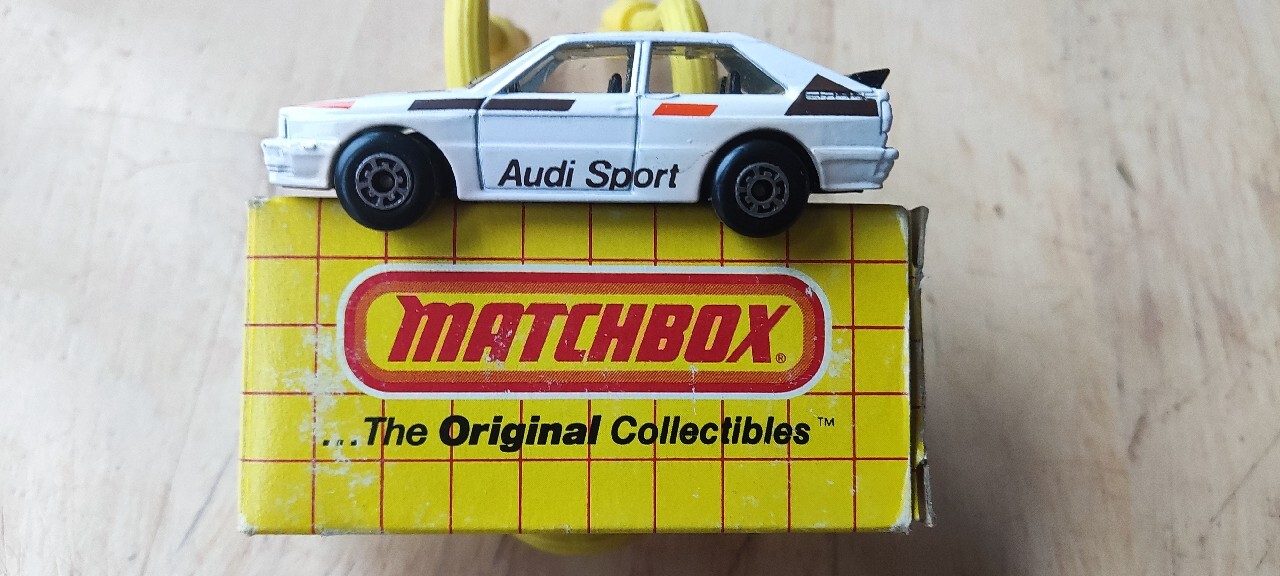 Audi Sport
MATCHBOX®
...The Original Collectibles™